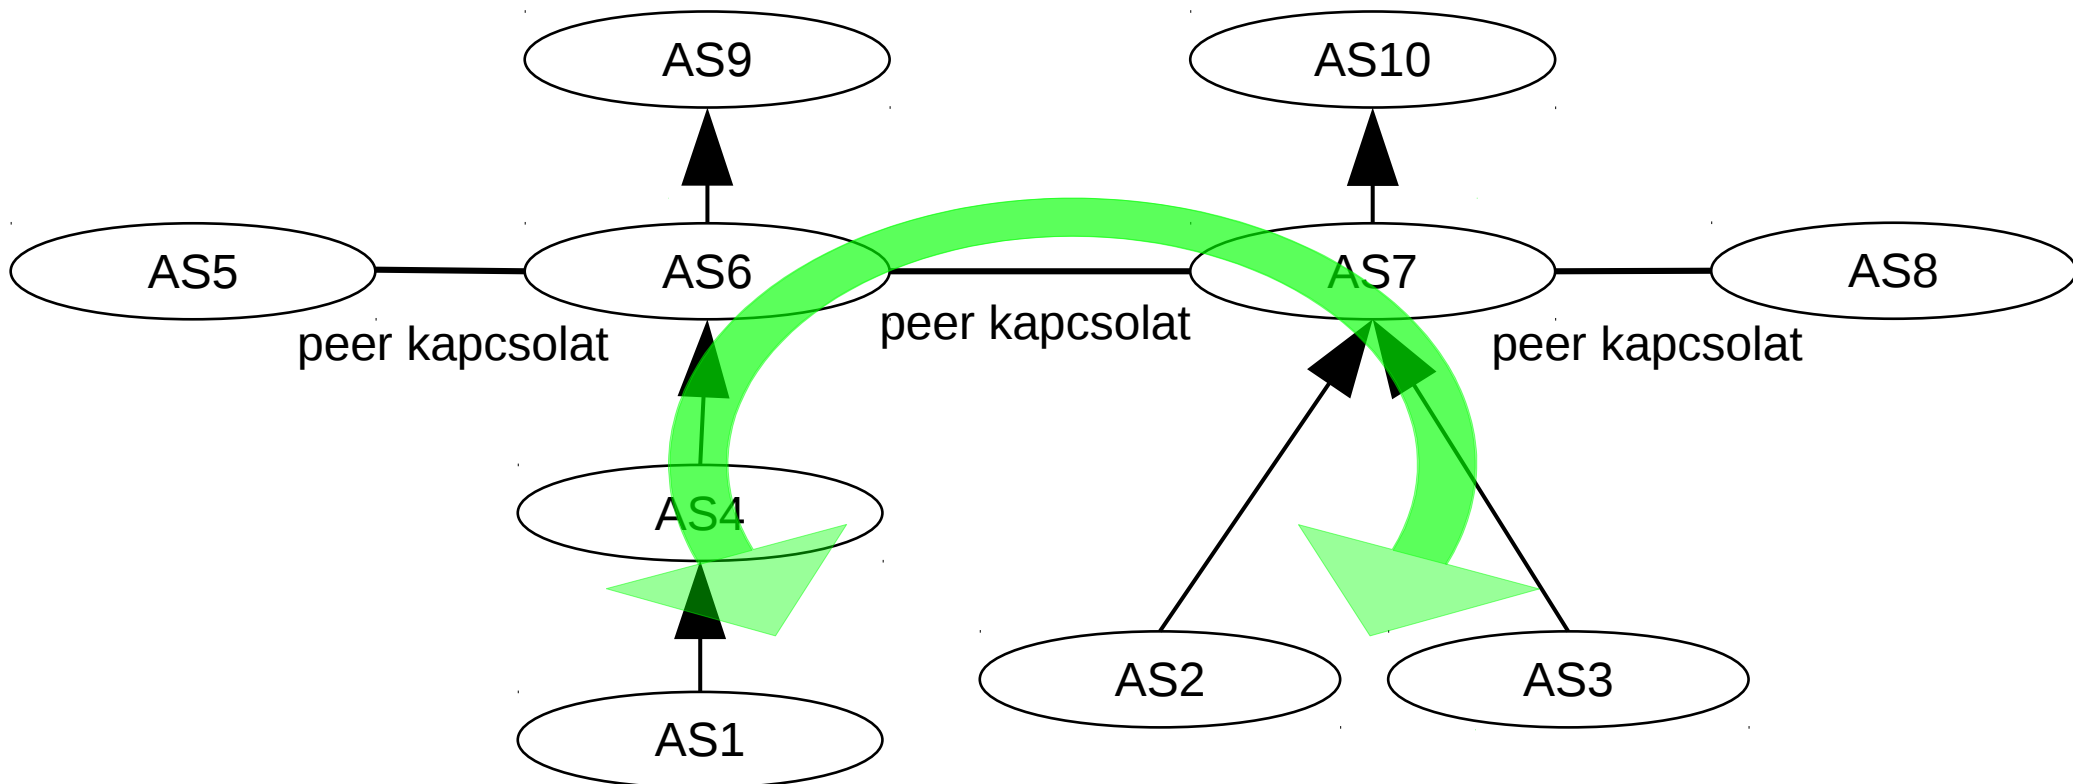 AS9
AS10
AS5
AS6
AS7
AS8
peer kapcsolat
peer kapcsolat
peer kapcsolat
AS4
AS2
AS3
AS1